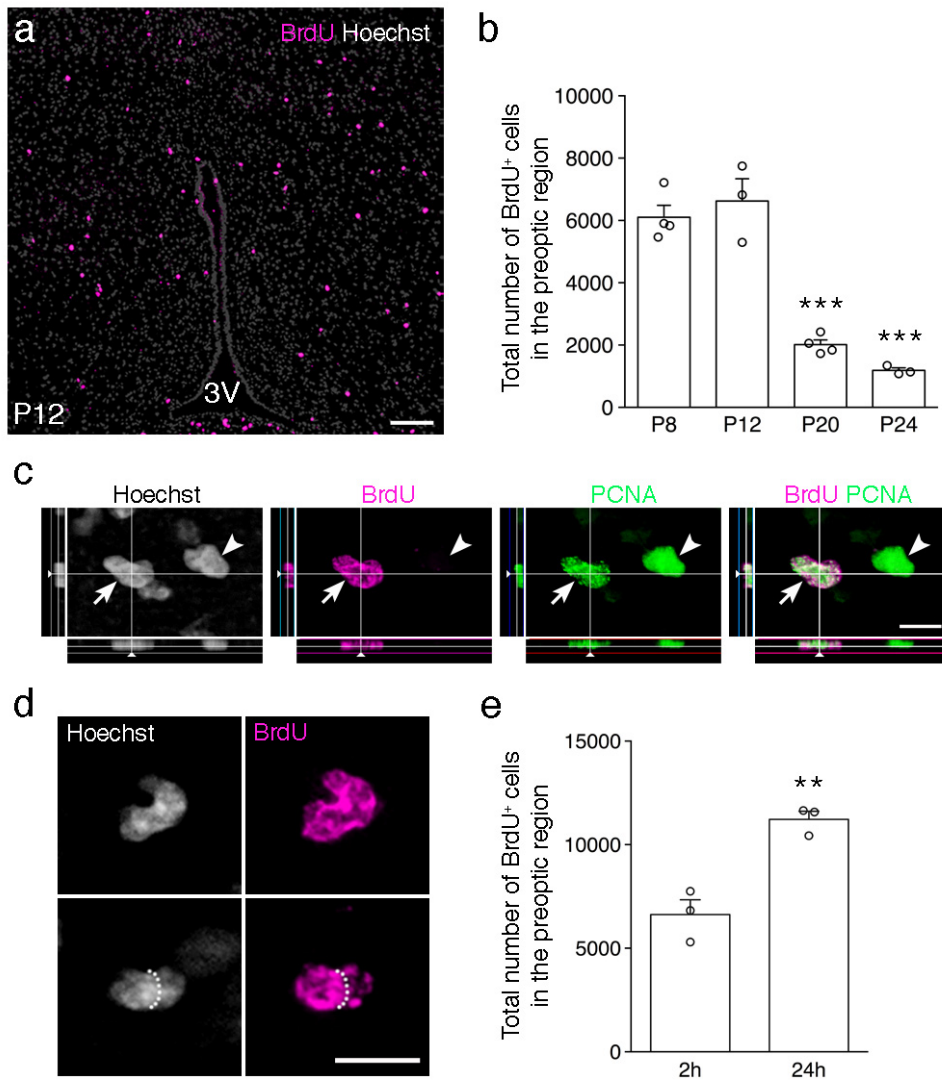 a
BrdU Hoechst
3V
P12
b
Total number of BrdU⁺ cells
in the preoptic region
10000
8000
6000
4000
2000
0
***
***
P8 P12 P20 P24
c
Hoechst
BrdU
PCNA
BrdU PCNA
d
Hoechst
BrdU
e
Total number of BrdU⁺ cells
in the preoptic region
15000
10000
5000
0
**
2h 24h